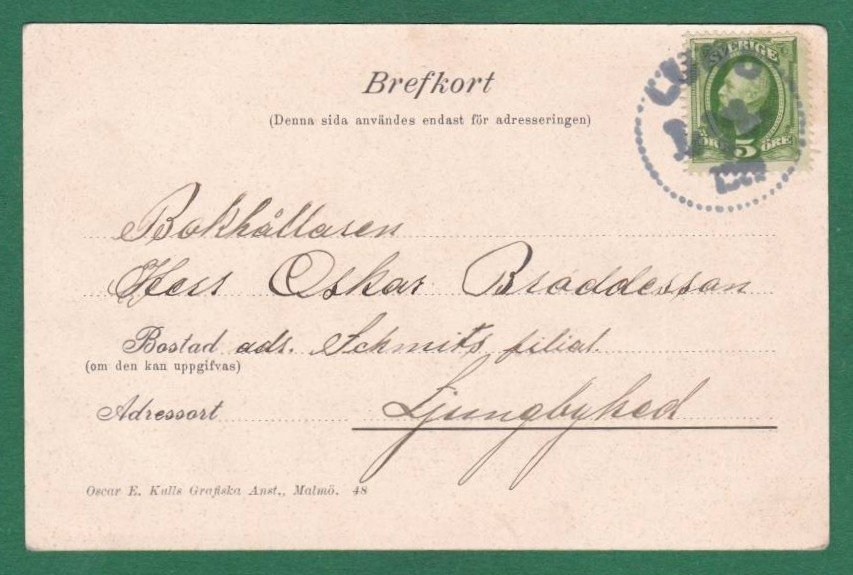 Brefkort
(Denna sida användes endast för adresseringen)
SVERIGE
5
ÖRE
Bokhållaren
Herr Oskar Broddesson
Bostad adr. Schmits filial.
(om den kan uppgifvas)
Adressort Ljungbyhed
Oscar E. Kulls Grafiska Anst., Malmö. 48